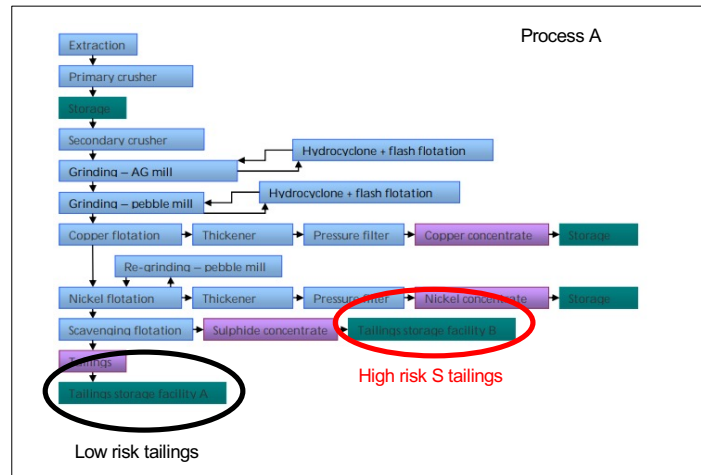 Process A
Extraction
Primary crusher
Storage
Secondary crusher
Hydrocyclone + flash flotation
Grinding – AG mill
Hydrocyclone + flash flotation
Grinding – pebble mill
Copper flotation Thickener Pressure filter Copper concentrate Storage
Re-grinding – pebble mill
Nickel flotation Thickener Pressure filter Nickel concentrate Storage
Scavenging flotation Sulphide concentrate Tailings storage facility B
Tailings
High risk S tailings
Tailings storage facility A
Low risk tailings